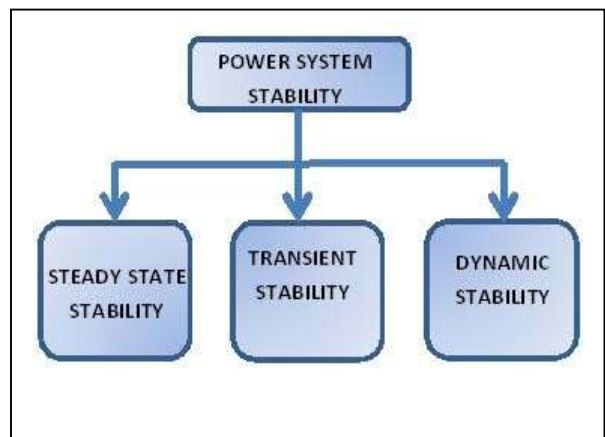 POWER SYSTEM
STABILITY
STEADY STATE
STABILITY
TRANSIENT
STABILITY
DYNAMIC
STABILITY